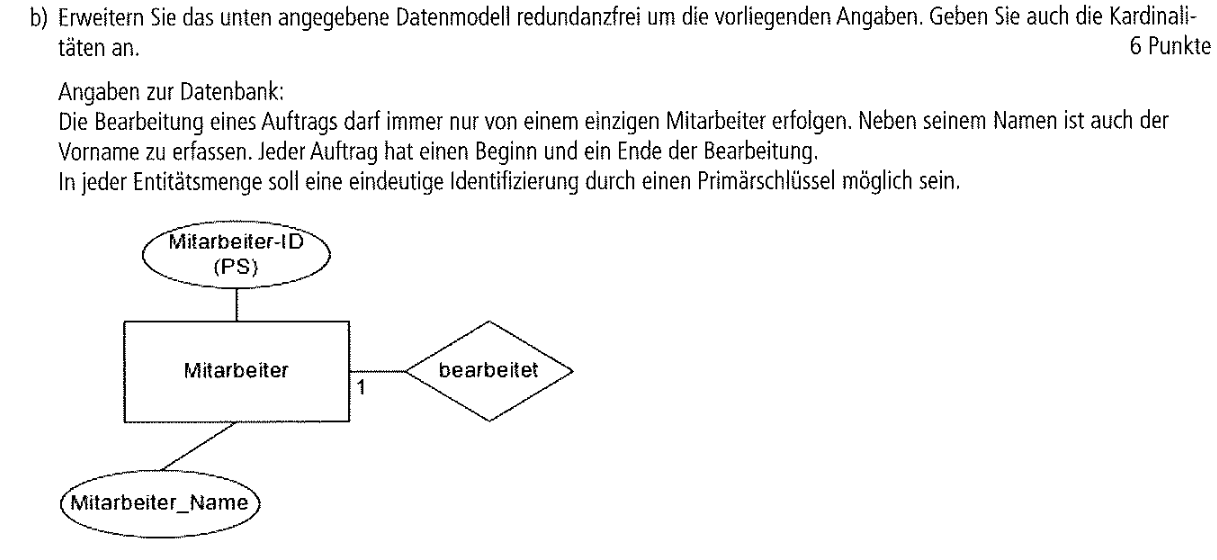 b) Erweitern Sie das unten angegebene Datenmodell redundanzfrei um die vorliegenden Angaben. Geben Sie auch die Kardinali-
täten an. 6 Punkte
Angaben zur Datenbank:
Die Bearbeitung eines Auftrags darf immer nur von einem einzigen Mitarbeiter erfolgen. Neben seinem Namen ist auch der
Vorname zu erfassen. Jeder Auftrag hat einen Beginn und ein Ende der Bearbeitung.
In jeder Entitätsmenge soll eine eindeutige Identifizierung durch einen Primärschlüssel möglich sein.
Mitarbeiter-ID
(PS)
Mitarbeiter
1
bearbeitet
Mitarbeiter_Name